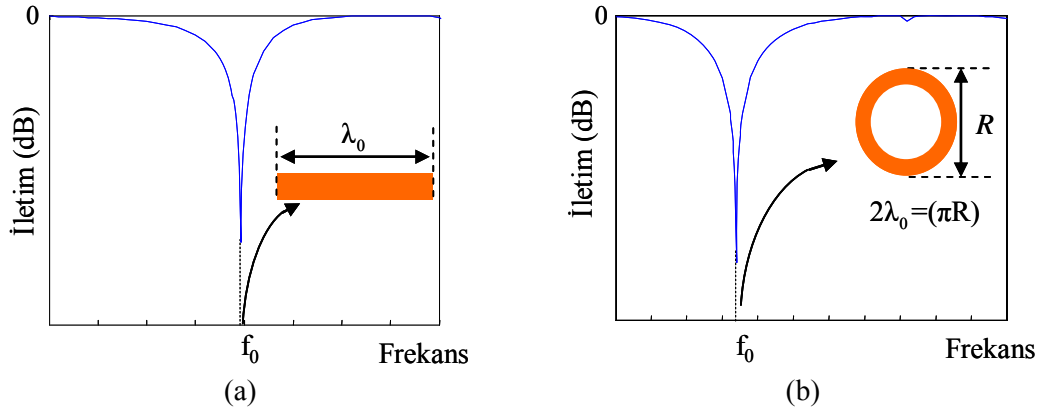 0
İletim (dB)
λ₀
f₀
Frekans
(a)
0
İletim (dB)
R
2λ₀=(πR)
f₀
Frekans
(b)